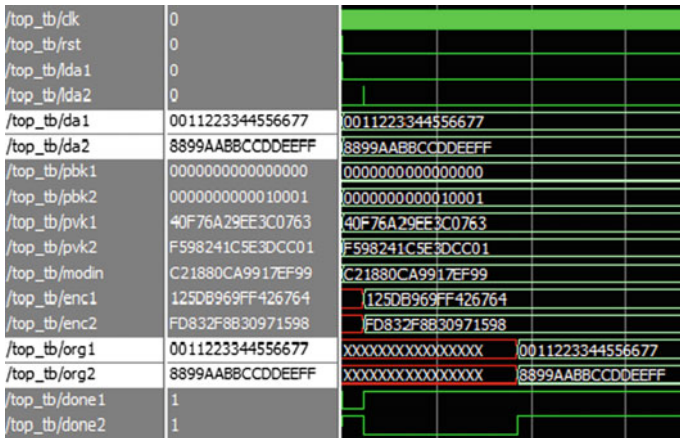 /top_tb/clk 0
/top_tb/rst 0
/top_tb/lda1 0
/top_tb/lda2 0
/top_tb/da1 0011223344556677 0011223344556677
/top_tb/da2 8899AABBCCDDEEFF 8899AABBCCDDEEFF
/top_tb/pbk1 0000000000000000 0000000000000000
/top_tb/pbk2 0000000000010001 0000000000010001
/top_tb/pvk1 40F76A29EE3C0763 40F76A29EE3C0763
/top_tb/pvk2 F598241C5E3DCC01 F598241C5E3DCC01
/top_tb/modin C21880CA9917EF99 C21880CA9917EF99
/top_tb/enc1 125DB969FF426764 125DB969FF426764
/top_tb/enc2 FD832F8B30971598 FD832F8B30971598
/top_tb/org1 0011223344556677 XXXXXXXXXXXXXXXX 0011223344556677
/top_tb/org2 8899AABBCCDDEEFF XXXXXXXXXXXXXXXX 8899AABBCCDDEEFF
/top_tb/done1 1
/top_tb/done2 1